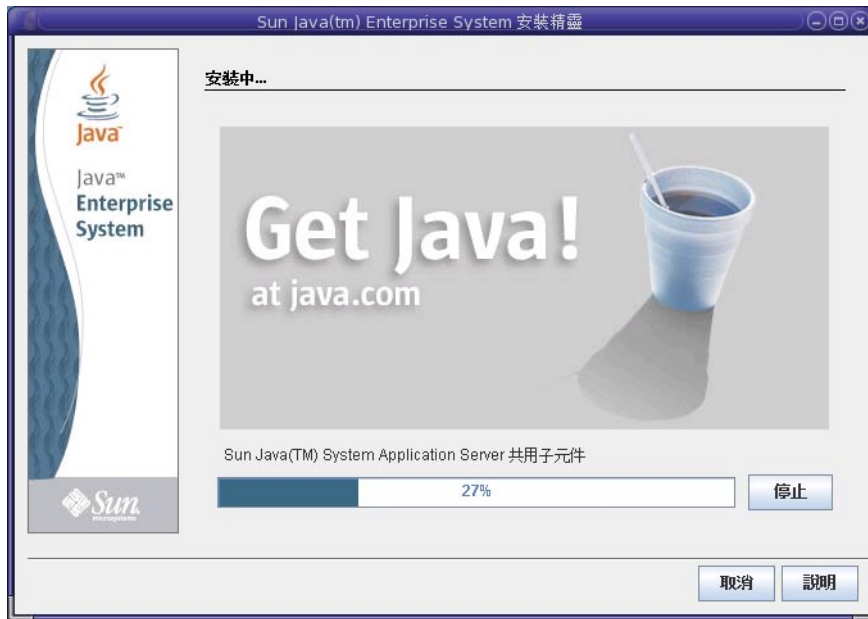 Sun Java(tm) Enterprise System 安裝精靈
Java™
Java™
Enterprise
System
Sun
microsystems
安裝中...
Get Java!
at java.com
Sun Java(TM) System Application Server 共用子元件
27%
停止
取消
說明